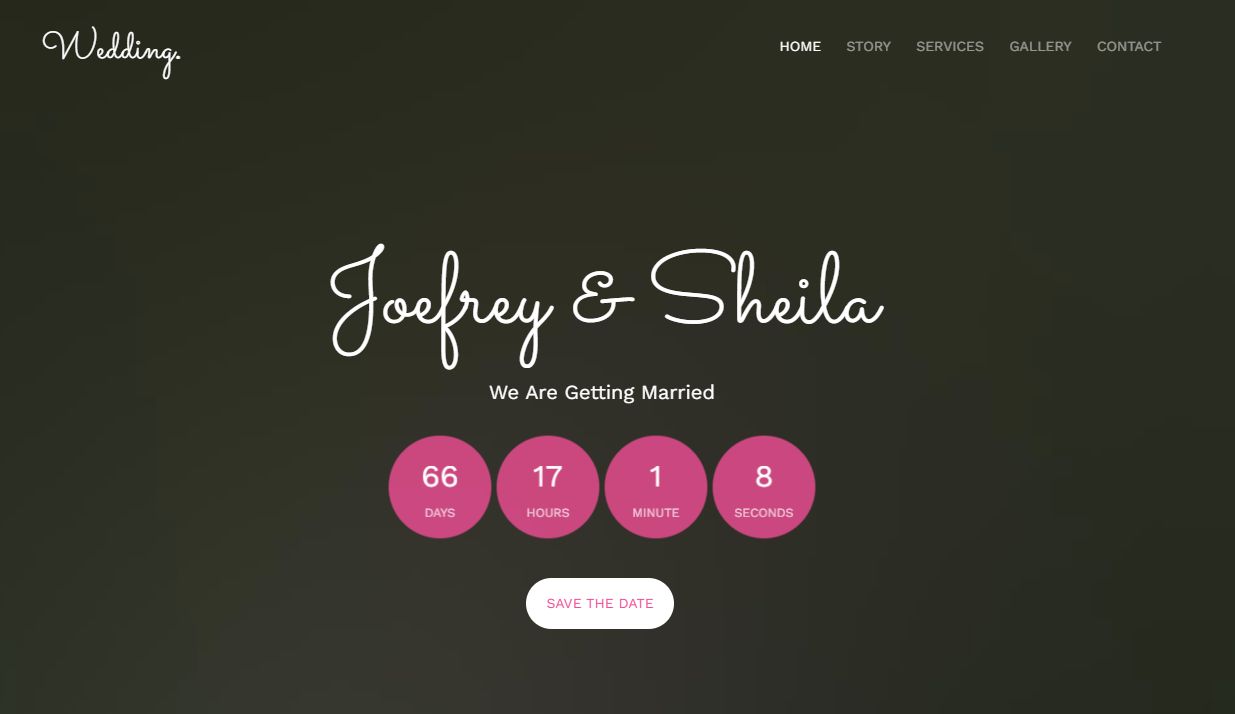 Wedding.
HOME STORY SERVICES GALLERY CONTACT
Joefrey & Sheila
We Are Getting Married
66 17 1 8
DAYS HOURS MINUTE SECONDS
SAVE THE DATE